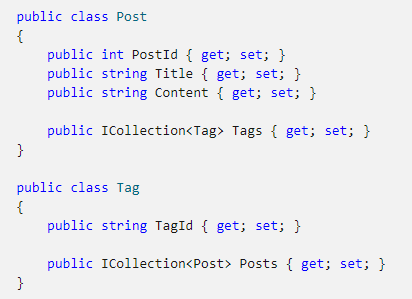 public class Post
{
    public int PostId { get; set; }
    public string Title { get; set; }
    public string Content { get; set; }

    public ICollection<Tag> Tags { get; set; }
}

public class Tag
{
    public string TagId { get; set; }

    public ICollection<Post> Posts { get; set; }
}